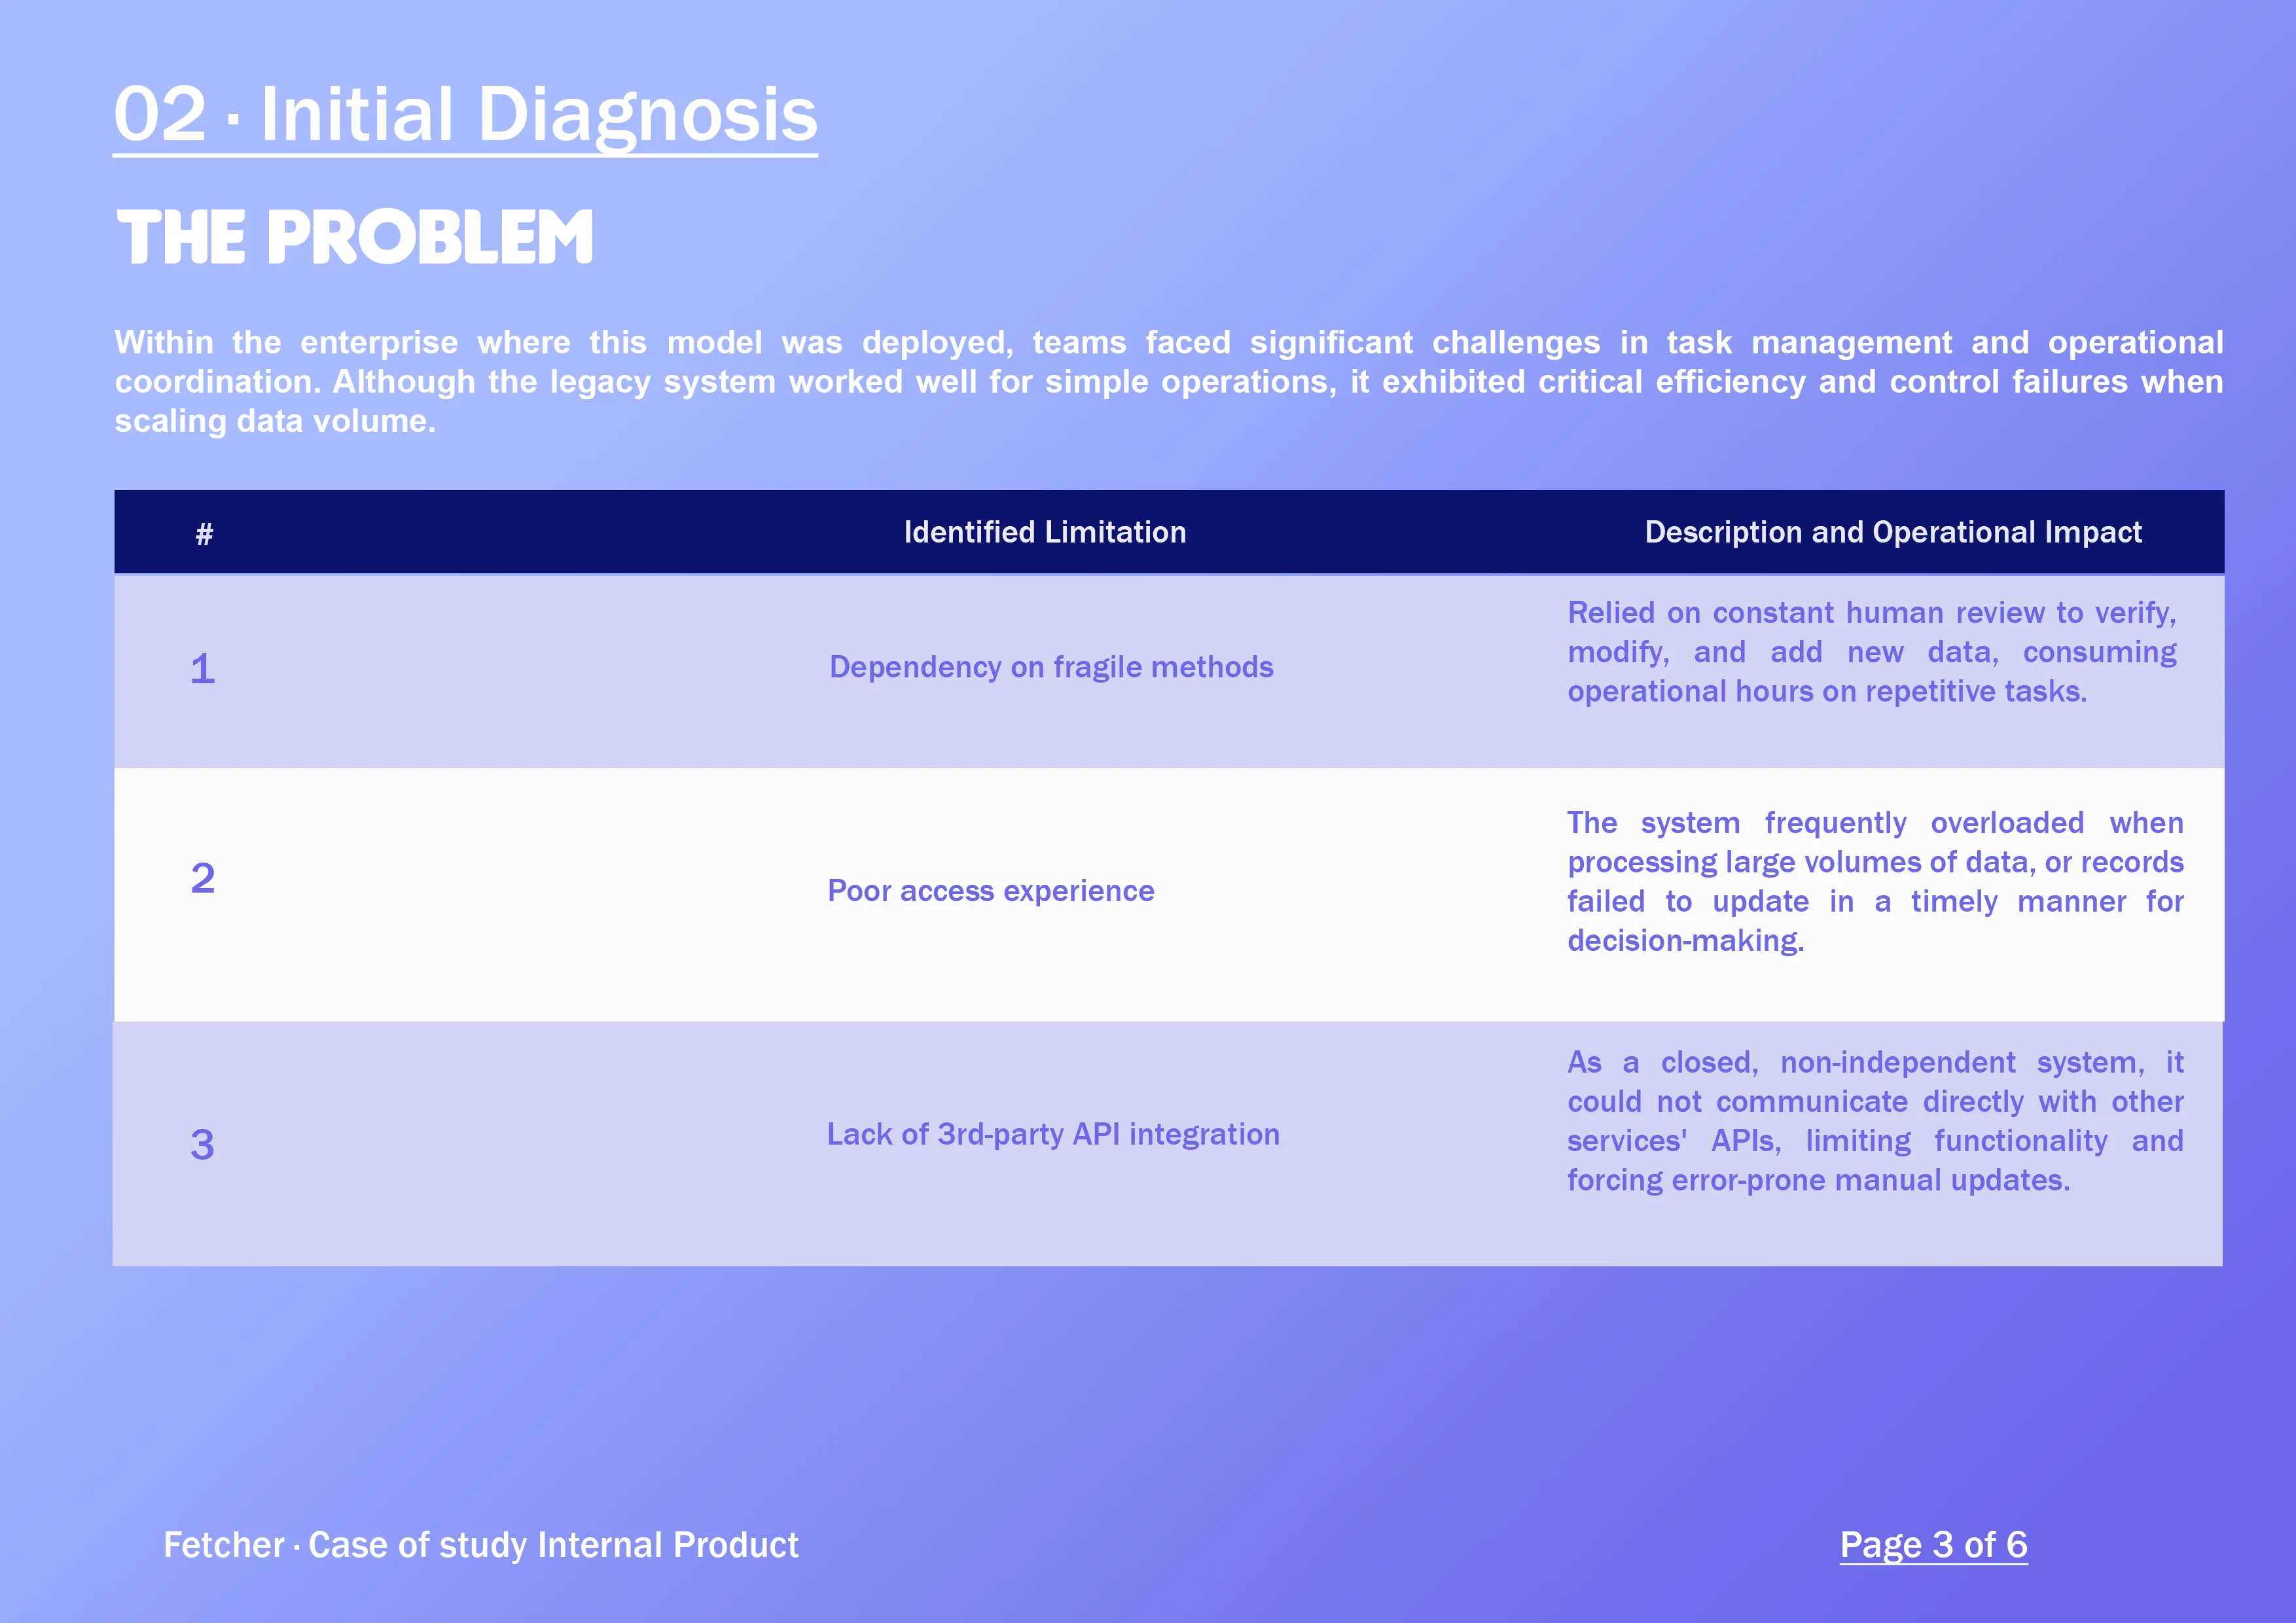 02 · Initial Diagnosis
THE PROBLEM
Within the enterprise where this model was deployed, teams faced significant challenges in task management and operational
coordination. Although the legacy system worked well for simple operations, it exhibited critical efficiency and control failures when
scaling data volume.
# Identified Limitation Description and Operational Impact
1 Dependency on fragile methods
Relied on constant human review to verify,
modify, and add new data, consuming
operational hours on repetitive tasks.
2 Poor access experience
The system frequently overloaded when
processing large volumes of data, or records
failed to update in a timely manner for
decision-making.
3 Lack of 3rd-party API integration
As a closed, non-independent system, it
could not communicate directly with other
services' APIs, limiting functionality and
forcing error-prone manual updates.
Fetcher · Case of study Internal Product
Page 3 of 6